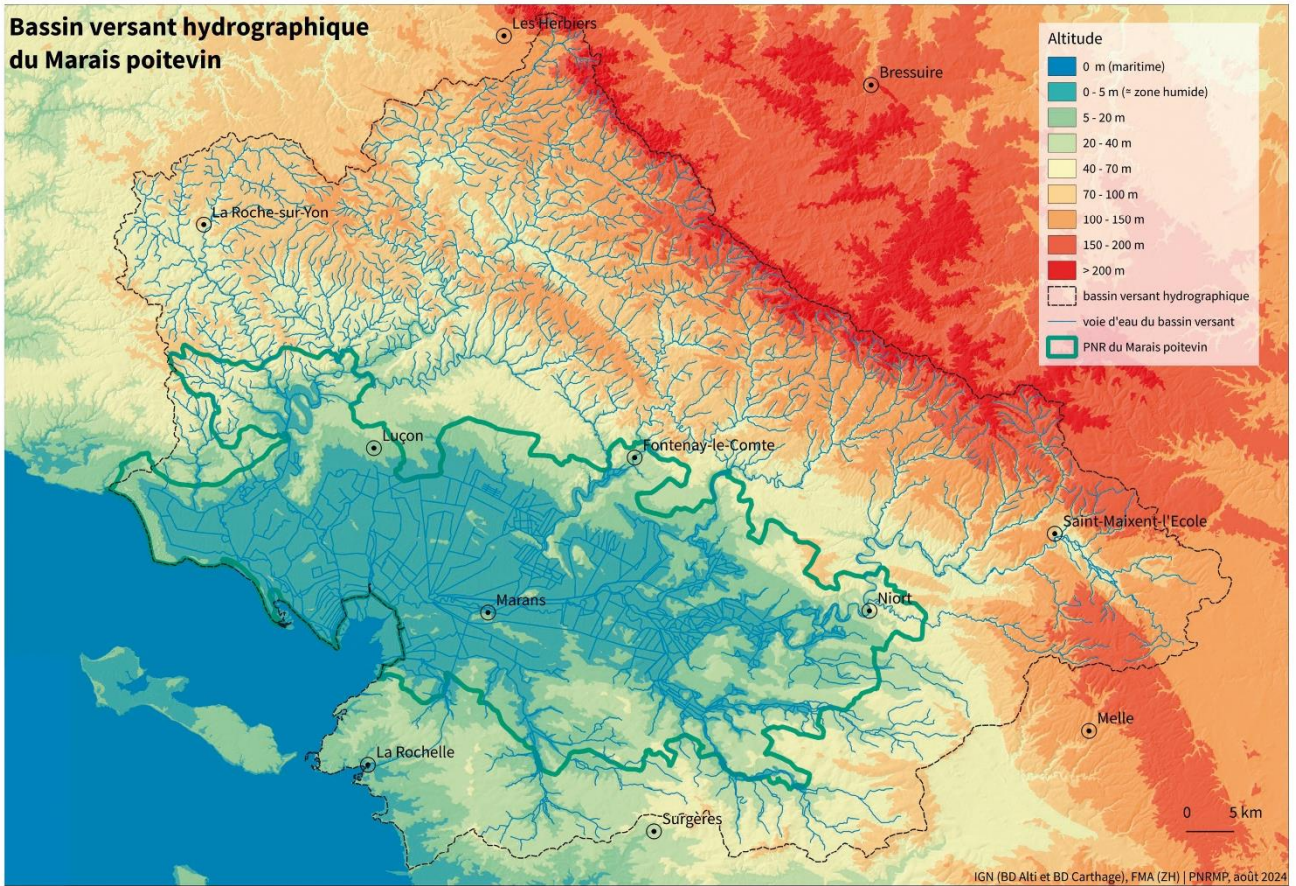 Bassin versant hydrographique
du Marais poitevin
Les Herbiers
Bressuire
Altitude
0 m (maritime)
0 - 5 m (≈ zone humide)
5 - 20 m
20 - 40 m
40 - 70 m
70 - 100 m
100 - 150 m
150 - 200 m
> 200 m
bassin versant hydrographique
voie d'eau du bassin versant
PNR du Marais poitevin
La Roche-sur-Yon
Luçon
Fontenay-le-Comte
Saint-Maixent-l'Ecole
Marans
Niort
Melle
La Rochelle
Surgères
0 5 km
IGN (BD Alti et BD Carthage), FMA (ZH) | PNRMP, août 2024